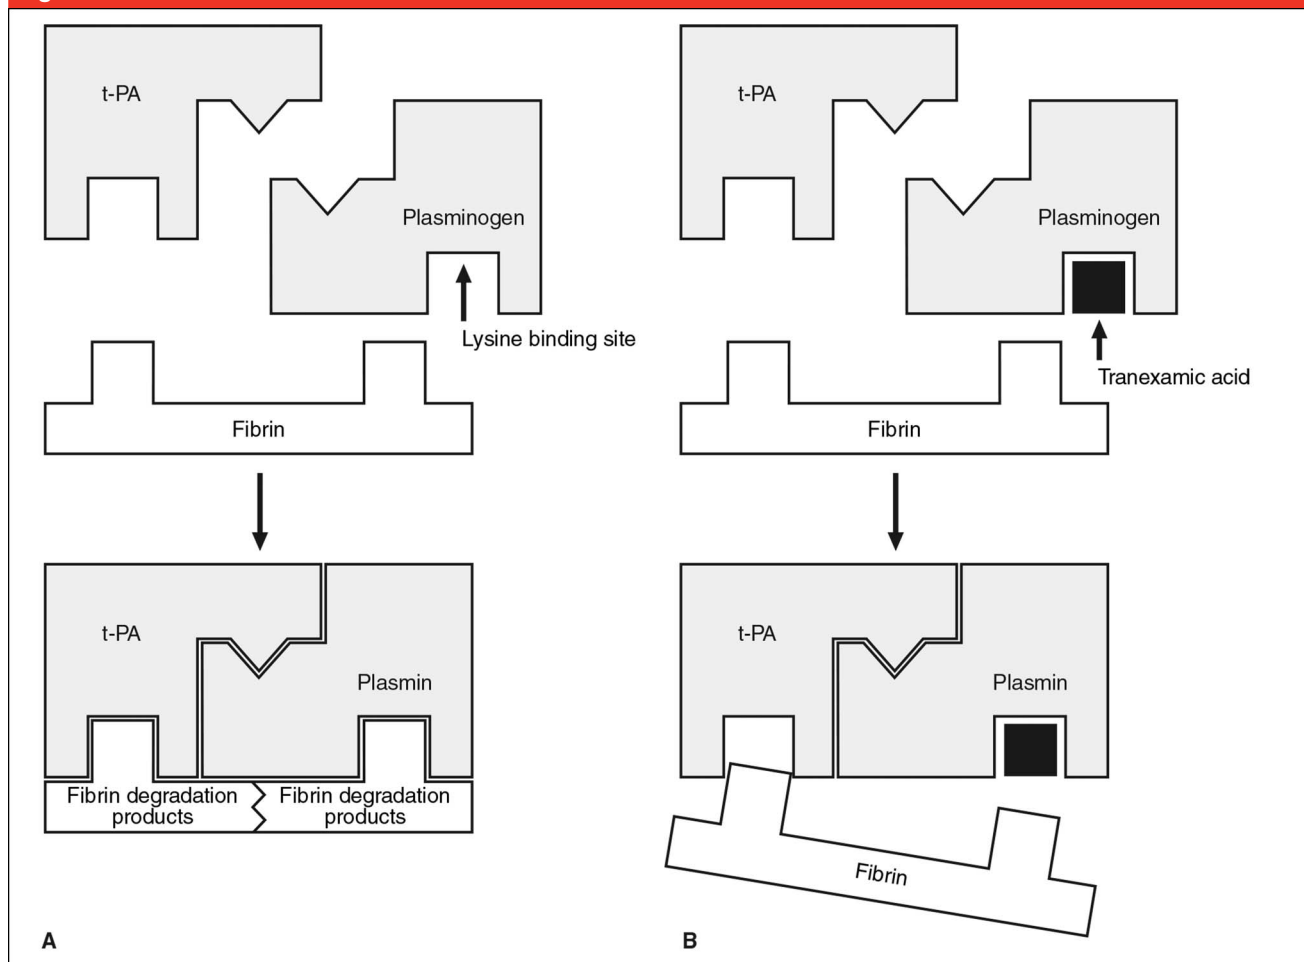 t-PA
Plasminogen
Lysine binding site
Fibrin
t-PA
Plasmin
Fibrin degradation
products
Fibrin degradation
products
A
t-PA
Plasminogen
Tranexamic acid
Fibrin
t-PA
Plasmin
Fibrin
B